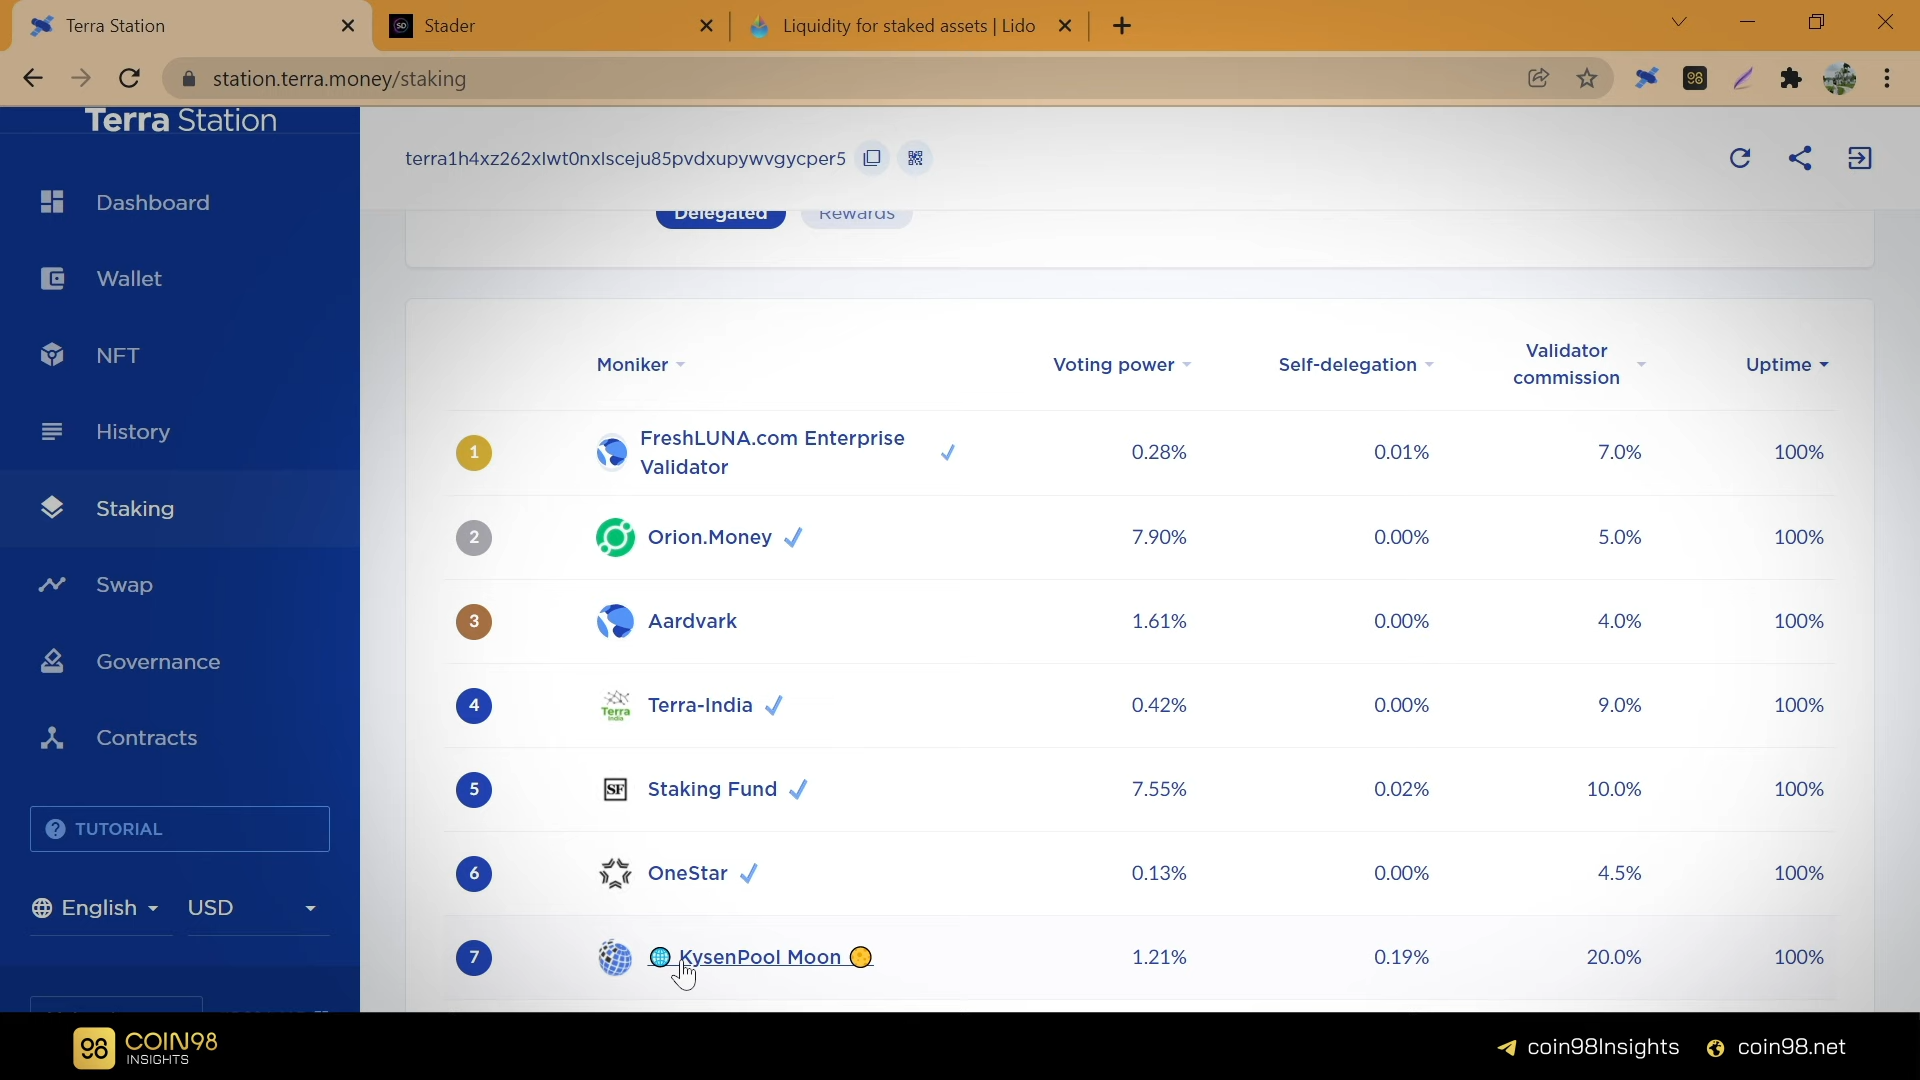 Terra Station
Stader
Liquidity for staked assets | Lido
station.terra.money/staking
Terra Station
terra1h4xz262xlwt0nxlsceju85pvdxupywvgycper5
Dashboard
Wallet
NFT
History
Staking
Swap
Governance
Contracts
TUTORIAL
English
USD
Delegated
Rewards
Moniker
Voting power
Self-delegation
Validator
commission
Uptime
1
FreshLUNA.com Enterprise
Validator
0.28%
0.01%
7.0%
100%
2
Orion.Money
7.90%
0.00%
5.0%
100%
3
Aardvark
1.61%
0.00%
4.0%
100%
4
Terra
India
Terra-India
0.42%
0.00%
9.0%
100%
5
SF
Staking Fund
7.55%
0.02%
10.0%
100%
6
OneStar
0.13%
0.00%
4.5%
100%
7
KysenPool Moon
1.21%
0.19%
20.0%
100%
98
COIN98
INSIGHTS
coin98Insights
coin98.net